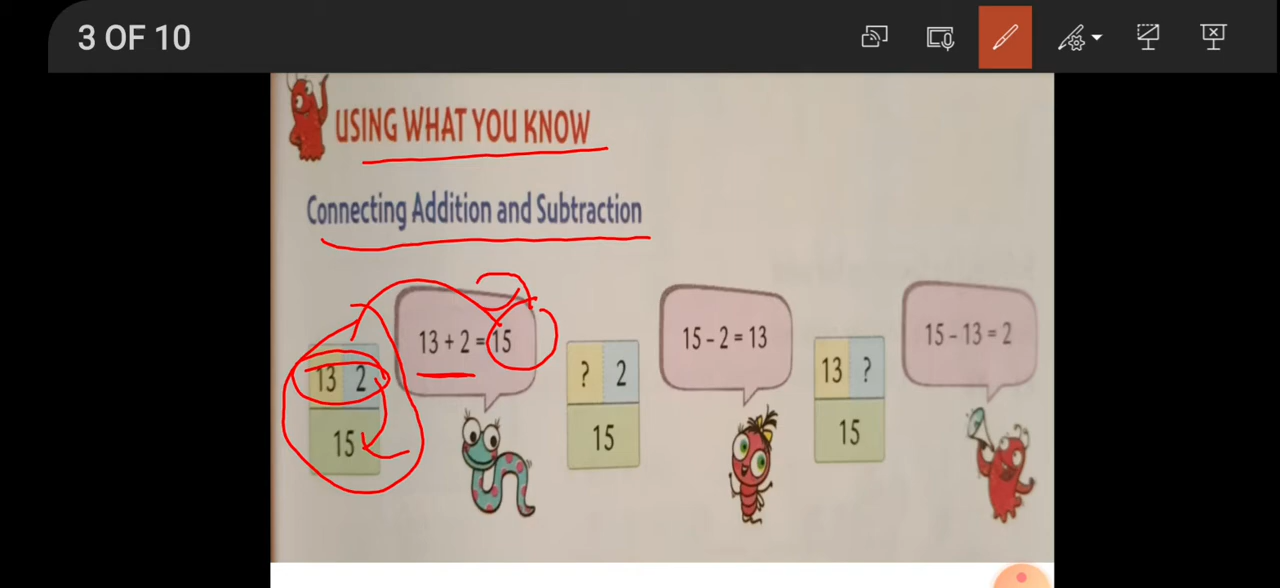 3 OF 10
USING WHAT YOU KNOW
Connecting Addition and Subtraction
13 + 2 = 15
15 - 2 = 13
15 - 13 = 2
13 2
? 2
13 ?
15
15
15